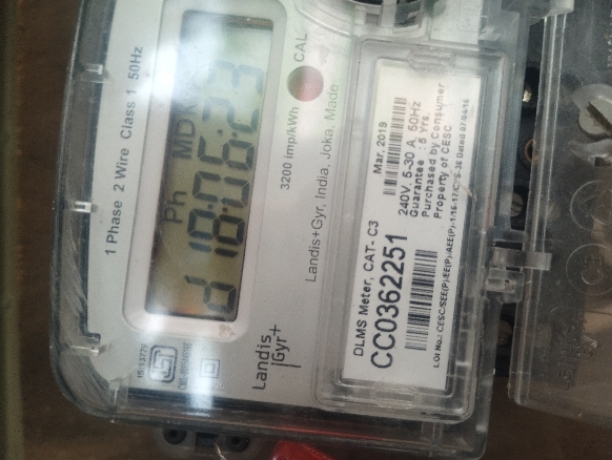 1 Phase 2 Wire Class 1 50Hz
Ph MD
d 18:06:23
3200 imp/kWh
CAL
Landis+Gyr, India, Joka, Made
Landis
Gyr+
Mar, 2019
DLMS Meter, CAT- C3
CC0362251
240V. 5-30 A. 50Hz
Guarantee : 5 Yrs.
Purchased by Consumer
Property of CESC